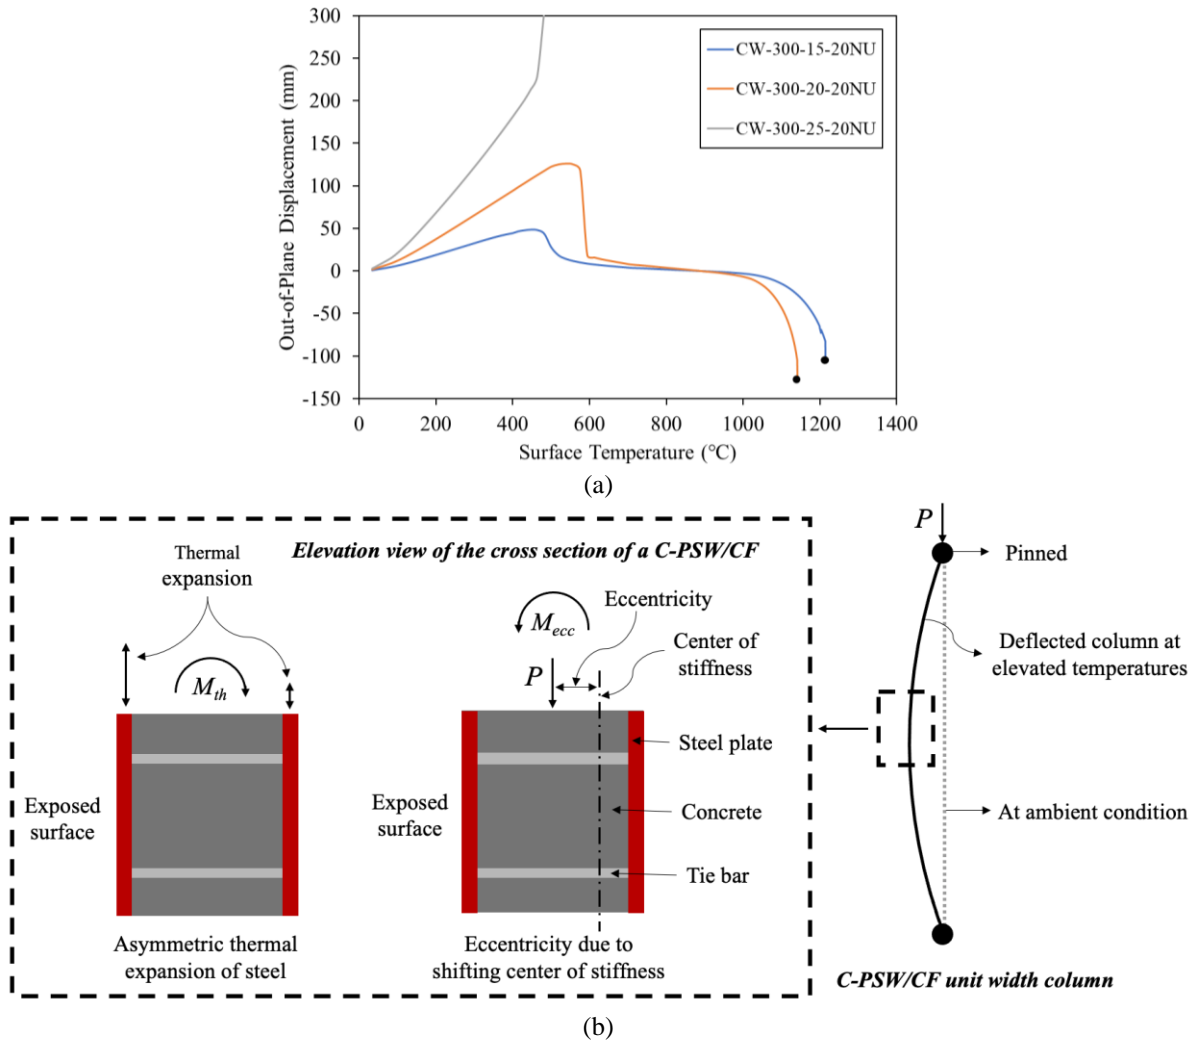 300
250
200
150
100
50
0
-50
-100
-150
Out-of-Plane Displacement (mm)
CW-300-15-20NU
CW-300-20-20NU
CW-300-25-20NU
0 200 400 600 800 1000 1200 1400
Surface Temperature (℃)
(a)
Elevation view of the cross section of a C-PSW/CF
Thermal
expansion
M_th
Exposed
surface
Asymmetric thermal
expansion of steel
Eccentricity
M_ecc
P
Center of
stiffness
Steel plate
Exposed
surface
Concrete
Tie bar
Eccentricity due to
shifting center of stiffness
P
Pinned
Deflected column at
elevated temperatures
At ambient condition
C-PSW/CF unit width column
(b)